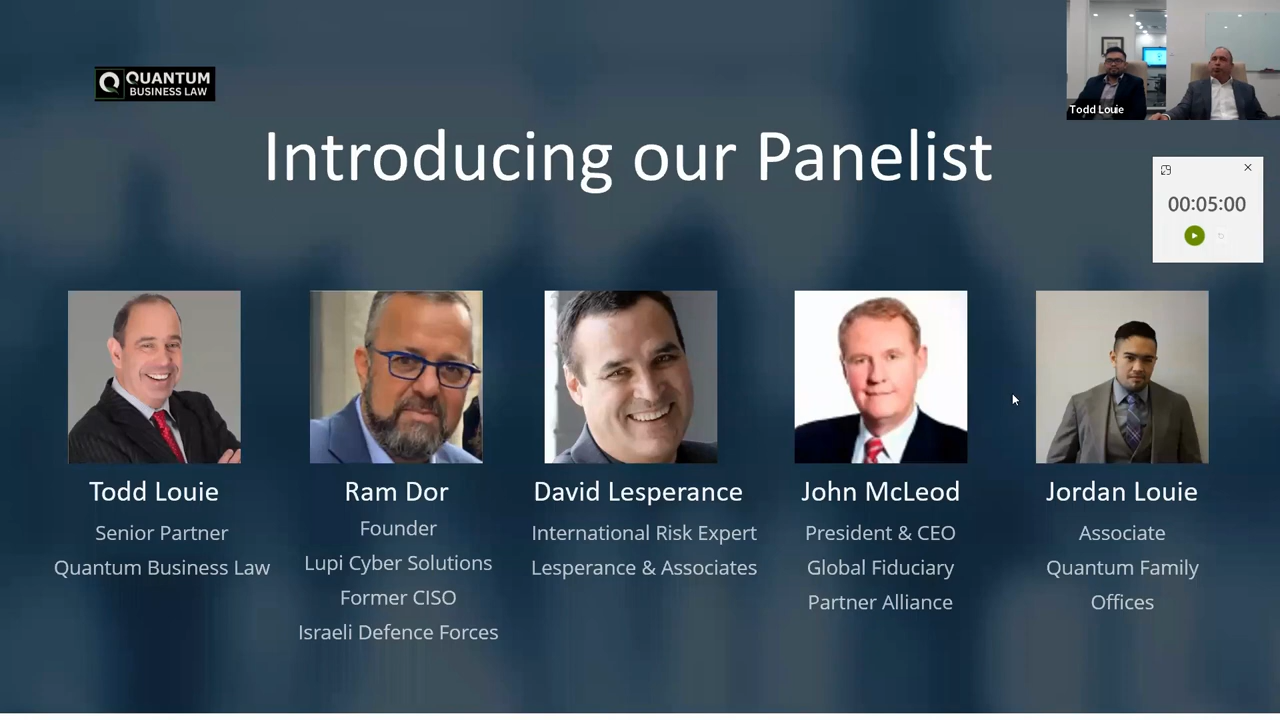 QUANTUM
BUSINESS LAW
Todd Louie
Introducing our Panelist
00:05:00
Todd Louie
Senior Partner
Quantum Business Law
Ram Dor
Founder
Lupi Cyber Solutions
Former CISO
Israeli Defence Forces
David Lesperance
International Risk Expert
Lesperance & Associates
John McLeod
President & CEO
Global Fiduciary
Partner Alliance
Jordan Louie
Associate
Quantum Family
Offices